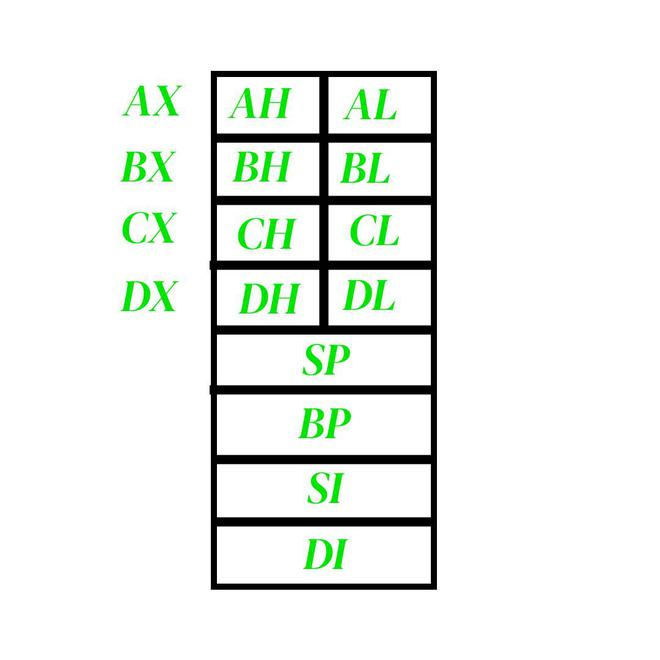 AX AH AL
BX BH BL
CX CH CL
DX DH DL
SP
BP
SI
DI